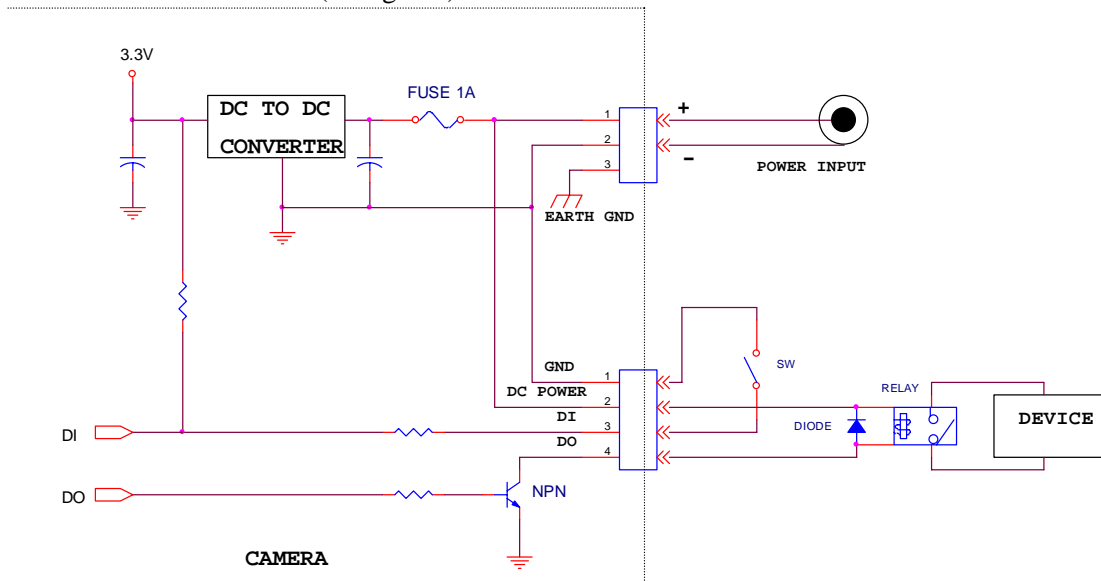 3.3V
DC TO DC
CONVERTER
FUSE 1A
1
2
3
+
-
POWER INPUT
EARTH GND
GND
1
DC POWER
2
DI
3
DO
4
SW
RELAY
DIODE
DEVICE
DI
DO
NPN
CAMERA